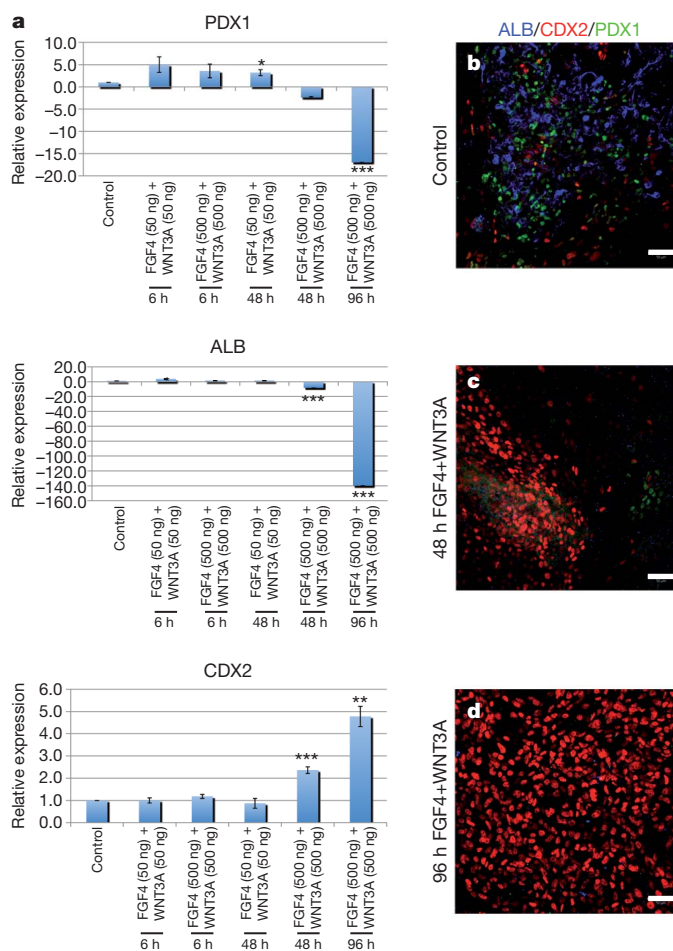 a
PDX1
Relative expression
10.0
5.0
0.0
−5.0
−10.0
−15.0
−20.0
*
***
Control
FGF4 (50 ng) +
WNT3A (50 ng)
FGF4 (500 ng) +
WNT3A (500 ng)
FGF4 (50 ng) +
WNT3A (50 ng)
FGF4 (500 ng) +
WNT3A (500 ng)
FGF4 (500 ng) +
WNT3A (500 ng)
6 h
6 h
48 h
48 h
96 h
ALB
Relative expression
20.0
0.0
−20.0
−40.0
−60.0
−80.0
−100.0
−120.0
−140.0
−160.0
***
***
Control
FGF4 (50 ng) +
WNT3A (50 ng)
FGF4 (500 ng) +
WNT3A (500 ng)
FGF4 (50 ng) +
WNT3A (50 ng)
FGF4 (500 ng) +
WNT3A (500 ng)
FGF4 (500 ng) +
WNT3A (500 ng)
6 h
6 h
48 h
48 h
96 h
CDX2
Relative expression
6.0
5.0
4.0
3.0
2.0
1.0
0.0
***
**
Control
FGF4 (50 ng) +
WNT3A (50 ng)
FGF4 (500 ng) +
WNT3A (500 ng)
FGF4 (50 ng) +
WNT3A (50 ng)
FGF4 (500 ng) +
WNT3A (500 ng)
FGF4 (500 ng) +
WNT3A (500 ng)
6 h
6 h
48 h
48 h
96 h
ALB/CDX2/PDX1
b
Control
c
48 h FGF4+WNT3A
d
96 h FGF4+WNT3A